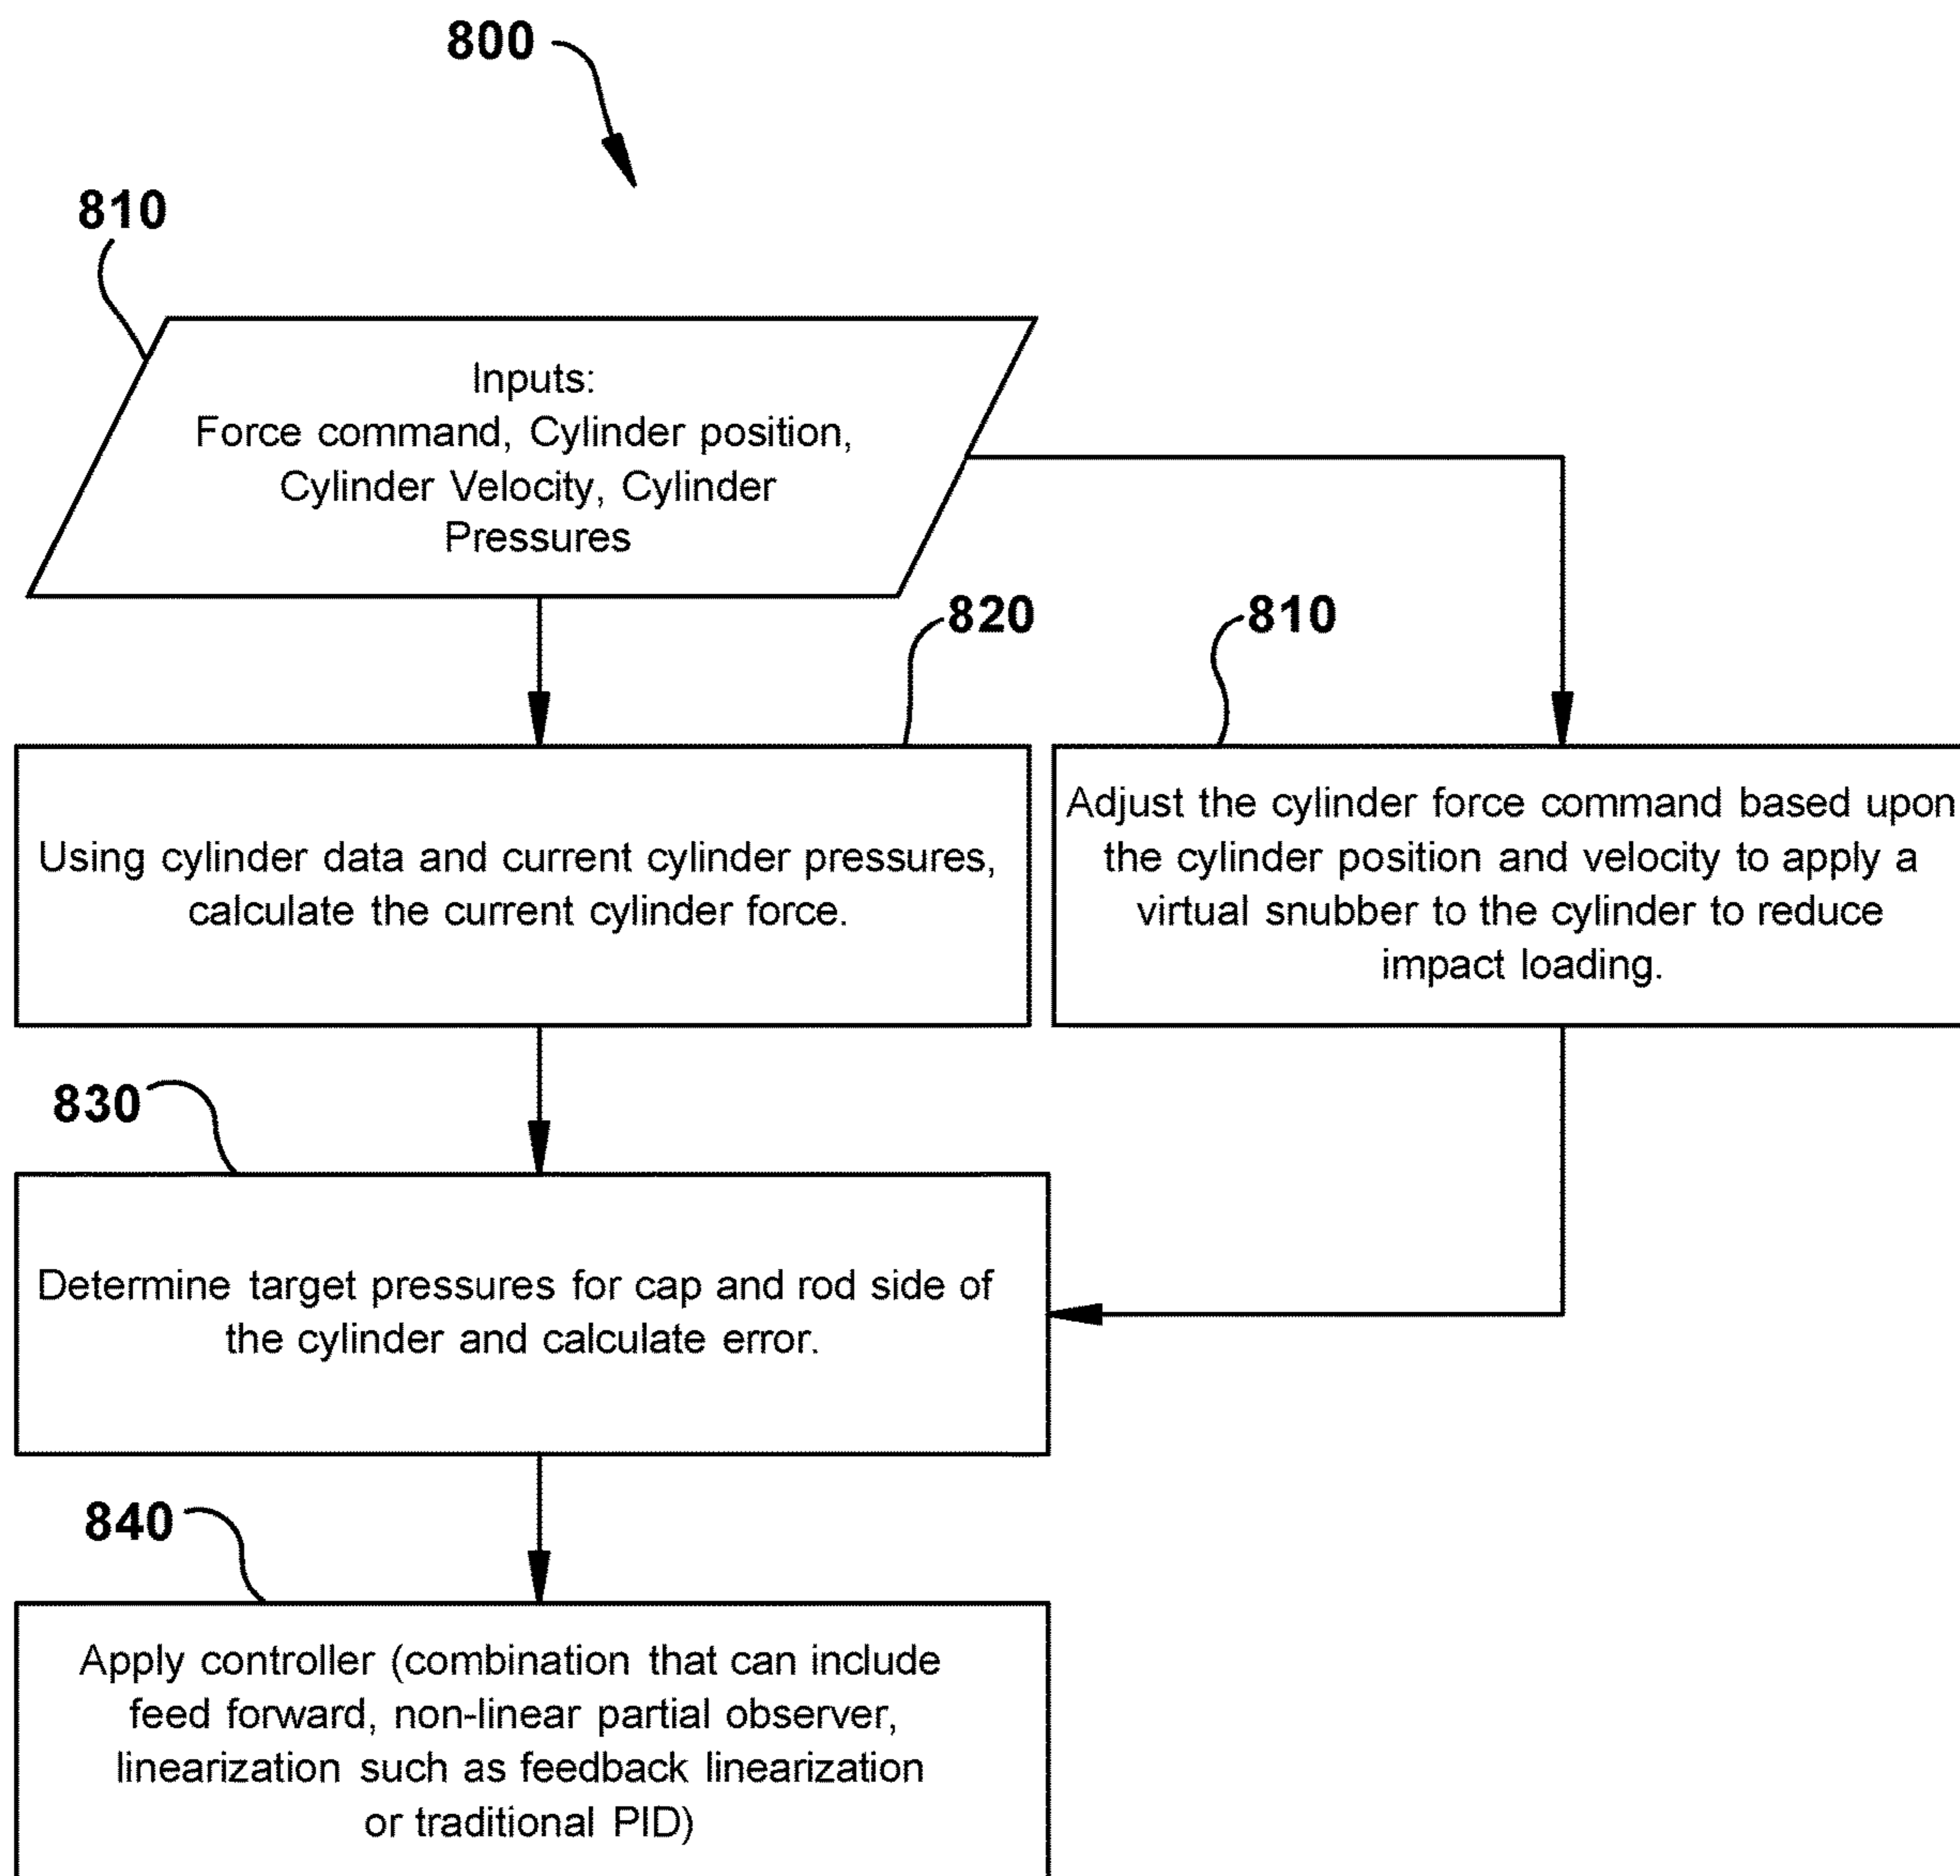 800
810
Inputs:
Force command, Cylinder position,
Cylinder Velocity, Cylinder
Pressures
820
810
Using cylinder data and current cylinder pressures,
calculate the current cylinder force.
Adjust the cylinder force command based upon
the cylinder position and velocity to apply a
virtual snubber to the cylinder to reduce
impact loading.
830
Determine target pressures for cap and rod side of
the cylinder and calculate error.
840
Apply controller (combination that can include
feed forward, non-linear partial observer,
linearization such as feedback linearization
or traditional PID)